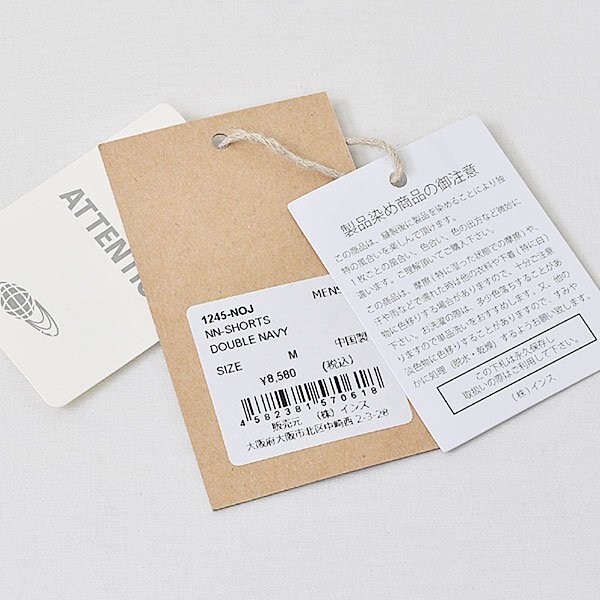 ATTENTIO
1245-NOJ MENS
NN-SHORTS
DOUBLE NAVY
SIZE M 中国製
¥8,580 (税込)
4 582381 570618
販売元 (株) インス
大阪府大阪市北区中崎西 2-3-28
製品染め商品の御注意
この商品は、縫製後に製品を染めることにより独
特の風合いを楽しんで頂けます。
1枚ごとの風合い、色合い、色の出方など微妙に
違います。ご理解頂いてご購入下さい。
この商品は、摩擦(特に湿った状態での摩擦)や、
汗や雨などで濡れた時は他の衣料や下着(特に白)
に色移りする場合がありますので、十分ご注意
下さい。お洗濯の際は、多少色落ちすることがあ
りますので単品洗いをおすすめします。又、他の
淡色物に色移りすることがありますので、すみや
かに処理(脱水・乾燥)するようお願い致します。
この下札は永久保存し
取扱いの際はご利用して下さい。
(株)インス